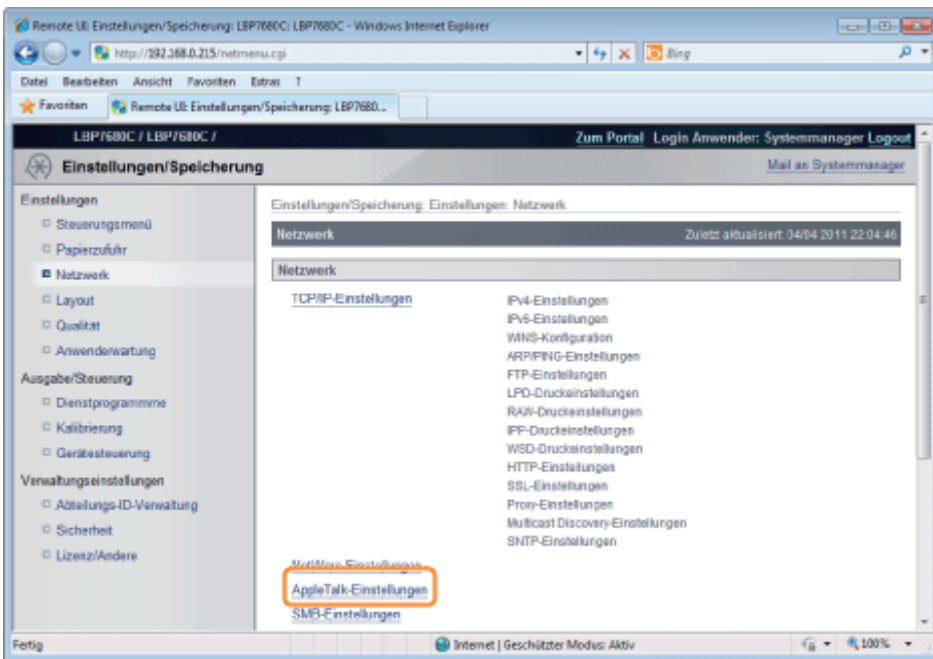 Remote UI: Einstellungen/Speicherung: LBP7680C: LBP7680C - Windows Internet Explorer
http://192.168.0.215/netmenu.cgi
Bing
Datei Bearbeiten Ansicht Favoriten Extras ?
Favoriten
Remote UI: Einstellungen/Speicherung: LBP7680...
LBP7680C / LBP7680C /
Zum Portal Login Anwender: Systemmanager Logout
Einstellungen/Speicherung
Mail an Systemmanager
Einstellungen
Steuerungsmenü
Papierzufuhr
Netzwerk
Layout
Qualität
Anwenderwartung
Ausgabe/Steuerung
Dienstprogrammme
Kalibrierung
Gerätesteuerung
Verwaltungseinstellungen
Abteilungs-ID-Verwaltung
Sicherheit
Lizenz/Andere
Einstellungen/Speicherung: Einstellungen: Netzwerk
Netzwerk
Zuletzt aktualisiert: 04/04 2011 22:04:46
Netzwerk
TCP/IP-Einstellungen
IPv4-Einstellungen
IPv6-Einstellungen
WINS-Konfiguration
ARP/PING-Einstellungen
FTP-Einstellungen
LPD-Druckeinstellungen
RAW-Druckeinstellungen
IPP-Druckeinstellungen
WSD-Druckeinstellungen
HTTP-Einstellungen
SSL-Einstellungen
Proxy-Einstellungen
Multicast Discovery-Einstellungen
SNTP-Einstellungen
NetWare-Einstellungen
AppleTalk-Einstellungen
SMB-Einstellungen
Fertig
Internet | Geschützter Modus: Aktiv
100%